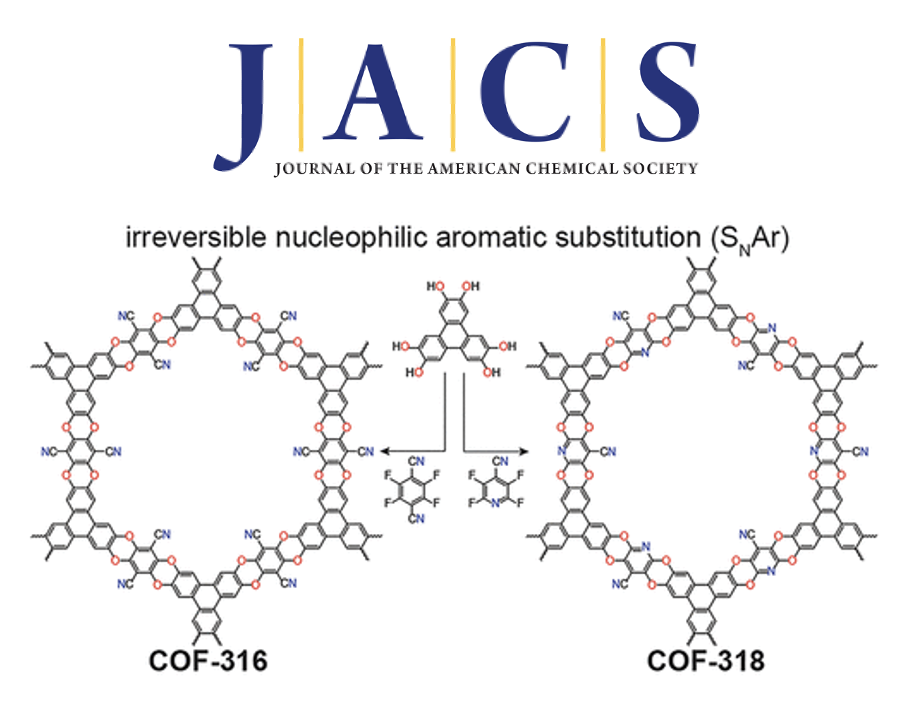 J A C S
JOURNAL OF THE AMERICAN CHEMICAL SOCIETY
irreversible nucleophilic aromatic substitution (SNAr)
HO OH
NC O O CN NC O O
N
O O O O O O O O
HO OH
N
HO OH
O CN NC O O NC O
O O O O O O O O
NC CN NC CN N CN N CN
CN CN
O O O O F F F F O O O O
F F F N F
CN
O CN NC O O NC O
N
O O O O O O O O
N
NC O O CN NC O O
COF-316 COF-318